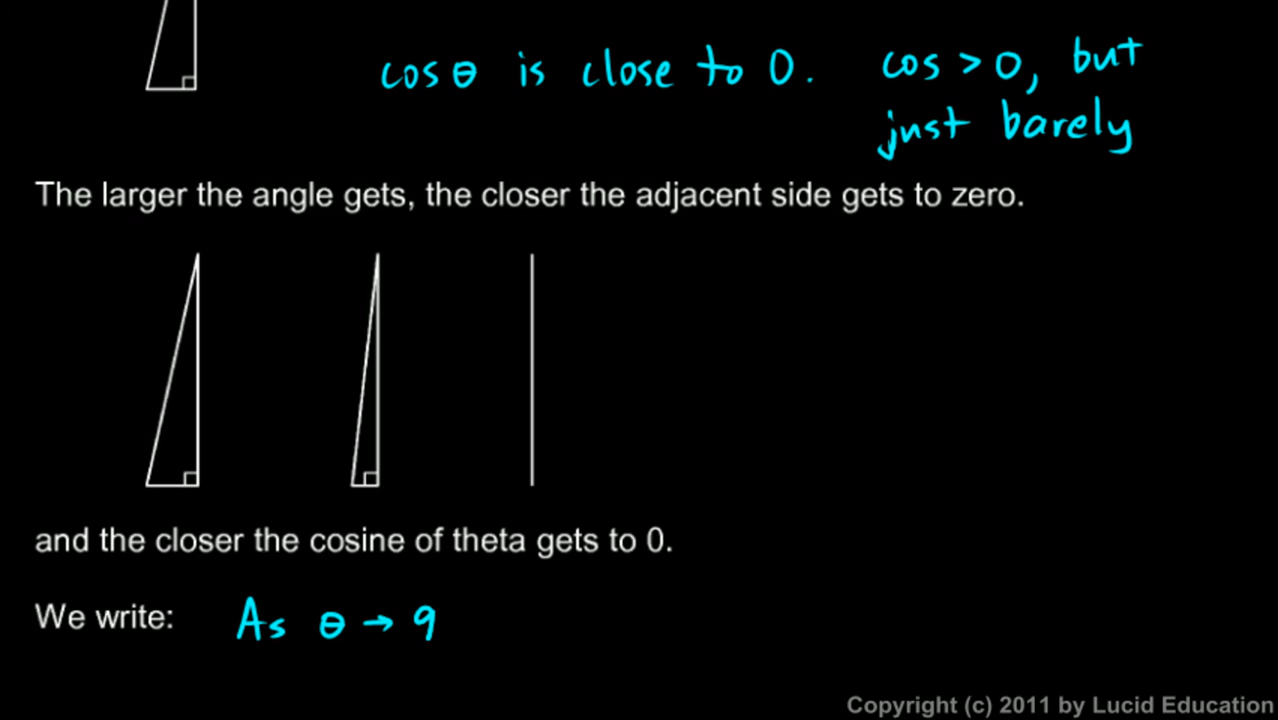 cos θ is close to 0. cos > 0, but
just barely
The larger the angle gets, the closer the adjacent side gets to zero.
and the closer the cosine of theta gets to 0.
We write: As θ → 9
Copyright (c) 2011 by Lucid Education